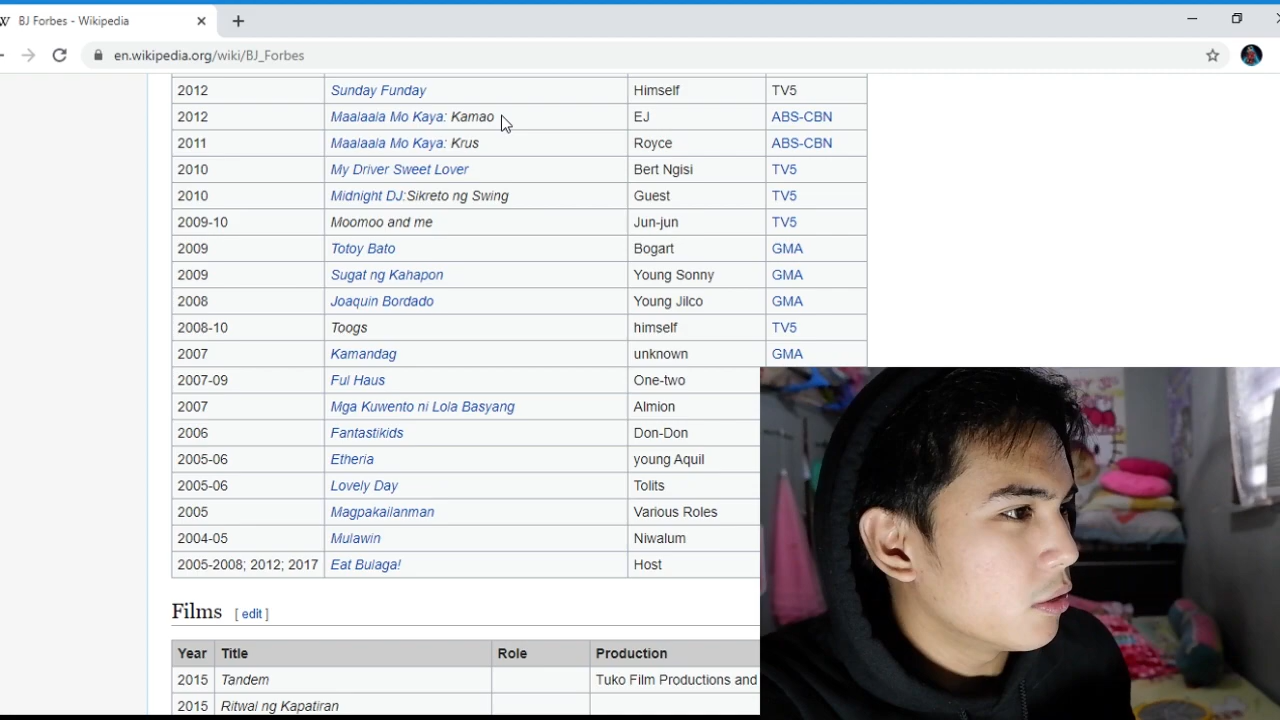 BJ Forbes - Wikipedia
en.wikipedia.org/wiki/BJ_Forbes
2012 Sunday Funday Himself TV5
2012 Maalaala Mo Kaya: Kamao EJ ABS-CBN
2011 Maalaala Mo Kaya: Krus Royce ABS-CBN
2010 My Driver Sweet Lover Bert Ngisi TV5
2010 Midnight DJ:Sikreto ng Swing Guest TV5
2009-10 Moomoo and me Jun-jun TV5
2009 Totoy Bato Bogart GMA
2009 Sugat ng Kahapon Young Sonny GMA
2008 Joaquin Bordado Young Jilco GMA
2008-10 Toogs himself TV5
2007 Kamandag unknown GMA
2007-09 Ful Haus One-two
2007 Mga Kuwento ni Lola Basyang Almion
2006 Fantastikids Don-Don
2005-06 Etheria young Aquil
2005-06 Lovely Day Tolits
2005 Magpakailanman Various Roles
2004-05 Mulawin Niwalum
2005-2008; 2012; 2017 Eat Bulaga! Host
Films [ edit ]
Year Title Role Production
2015 Tandem Tuko Film Productions and
2015 Ritwal ng Kapatiran